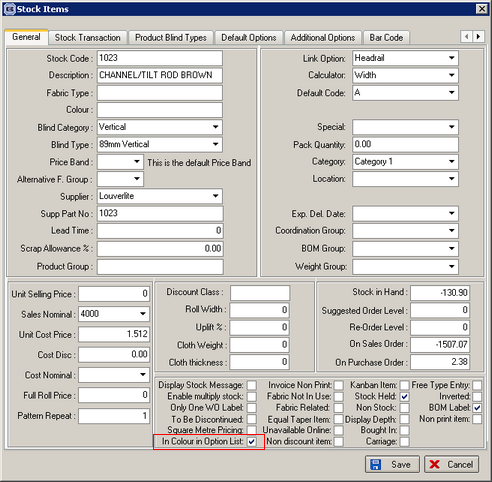 Stock Items
General Stock Transaction Product Blind Types Default Options Additional Options Bar Code
Stock Code : 1023
Description : CHANNEL/TILT ROD BROWN
Fabric Type :
Colour :
Blind Category : Vertical
Blind Type : 89mm Vertical
Price Band : This is the default Price Band
Alternative F. Group :
Supplier : Louverlite
Supp Part No : 1023
Lead Time : 0
Scrap Allowance % : 0.00
Product Group :
Link Option: Headrail
Calculator: Width
Default Code: A
Special:
Pack Quantity: 0.00
Category: Category 1
Location:
Exp. Del. Date:
Coordination Group:
BOM Group:
Weight Group:
Unit Selling Price : 0
Sales Nominal : 4000
Unit Cost Price : 1.512
Cost Disc : 0.00
Cost Nominal :
Full Roll Price : 0
Pattern Repeat : 1
Discount Class :
Roll Width : 0
Uplift % : 0
Cloth Weight : 0
Cloth thickness : 0
Stock in Hand : -130.90
Suggested Order Level : 0
Re-Order Level : 0
On Sales Order : -1507.07
On Purchase Order : 2.38
Display Stock Message: Invoice Non Print: Kanban Item: Free Type Entry:
Enable multiply stock: Fabric Not In Use: Stock Held: Inverted:
Only One WO Label: Fabric Related: Non Stock: BOM Label:
To Be Discontinued: Equal Taper Item: Display Depth: Non print item:
Square Metre Pricing: Unavailable Online: Bought In:
In Colour in Option List: Non discount item: Carriage:
Save Cancel